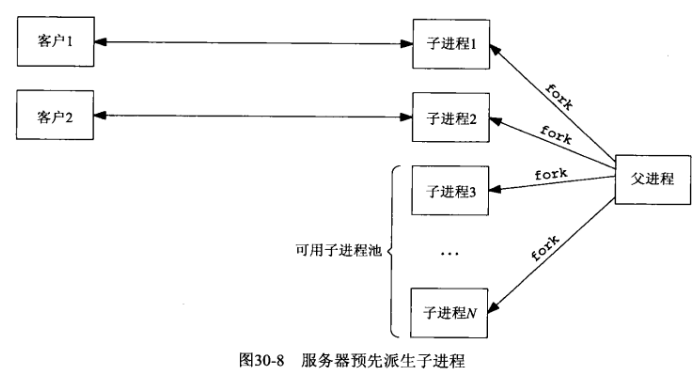 客户1
子进程1
fork
客户2
子进程2
fork
子进程3
fork
父进程
可用子进程池
...
fork
子进程N
图30-8 服务器预先派生子进程